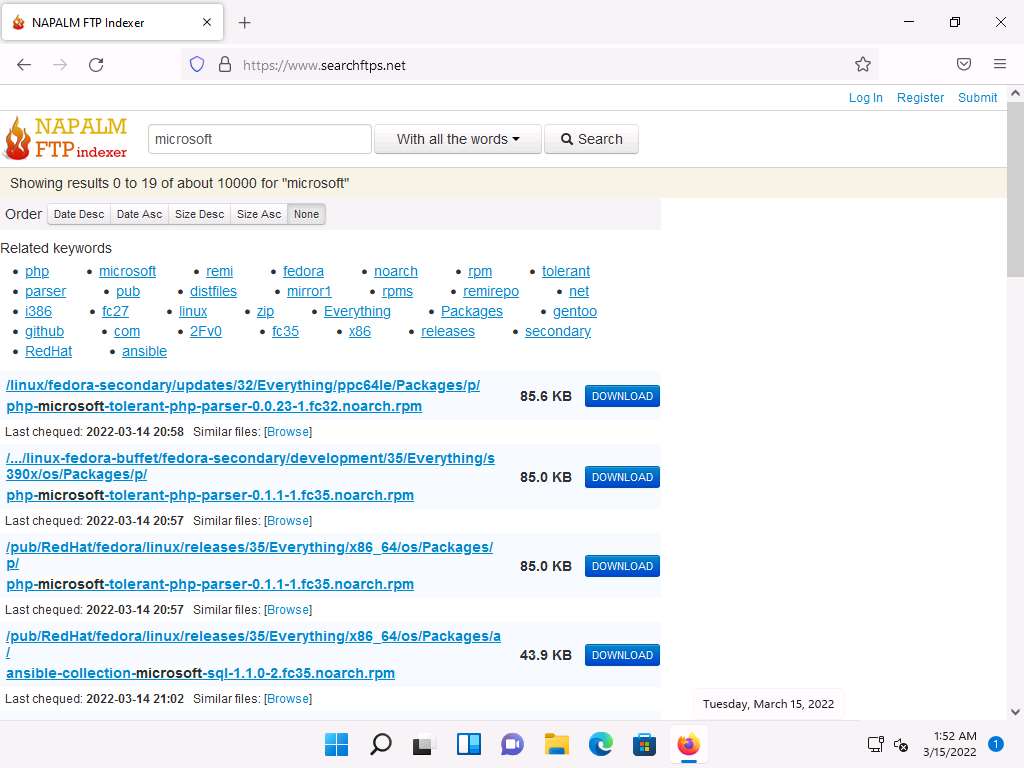 NAPALM FTP Indexer
https://www.searchftps.net
Log In Register Submit
NAPALM
FTP indexer
microsoft
With all the words
Search
Showing results 0 to 19 of about 10000 for "microsoft"
Order Date Desc Date Asc Size Desc Size Asc None
Related keywords
• php • microsoft • remi • fedora • noarch • rpm • tolerant
• parser • pub • distfiles • mirror1 • rpms • remirepo • net
• i386 • fc27 • linux • zip • Everything • Packages • gentoo
• github • com • 2Fv0 • fc35 • x86 • releases • secondary
• RedHat • ansible
/linux/fedora-secondary/updates/32/Everything/ppc64le/Packages/p/
php-microsoft-tolerant-php-parser-0.0.23-1.fc32.noarch.rpm
85.6 KB DOWNLOAD
Last chequed: 2022-03-14 20:58 Similar files: [Browse]
/.../linux-fedora-buffet/fedora-secondary/development/35/Everything/s
390x/os/Packages/p/
php-microsoft-tolerant-php-parser-0.1.1-1.fc35.noarch.rpm
85.0 KB DOWNLOAD
Last chequed: 2022-03-14 20:57 Similar files: [Browse]
/pub/RedHat/fedora/linux/releases/35/Everything/x86_64/os/Packages/
p/
php-microsoft-tolerant-php-parser-0.1.1-1.fc35.noarch.rpm
85.0 KB DOWNLOAD
Last chequed: 2022-03-14 20:57 Similar files: [Browse]
/pub/RedHat/fedora/linux/releases/35/Everything/x86_64/os/Packages/a
/
ansible-collection-microsoft-sql-1.1.0-2.fc35.noarch.rpm
43.9 KB DOWNLOAD
Last chequed: 2022-03-14 21:02 Similar files: [Browse]
Tuesday, March 15, 2022
1:52 AM
3/15/2022
1